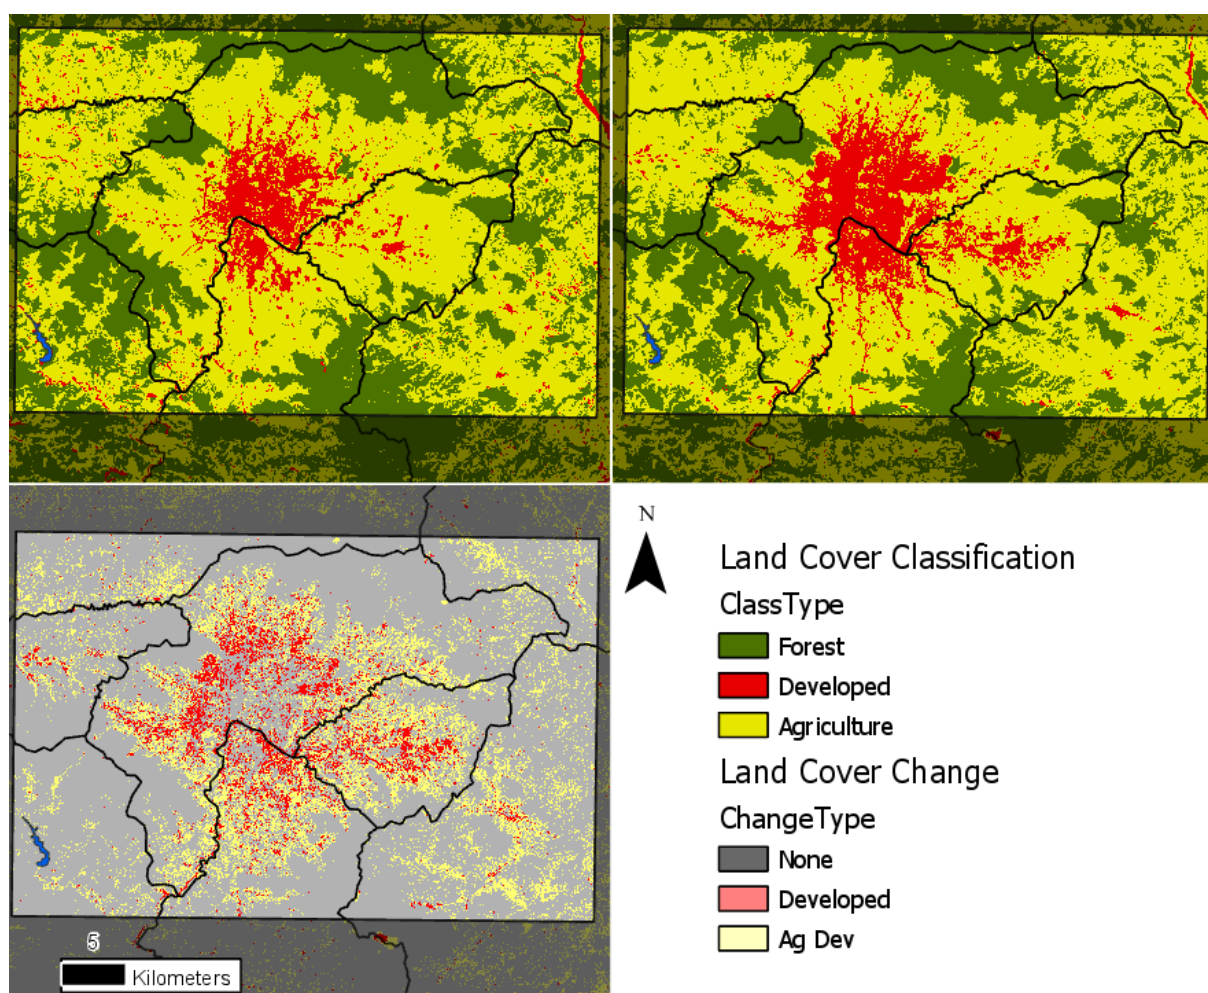 N
Land Cover Classification
ClassType
Forest
Developed
Agriculture
Land Cover Change
ChangeType
None
Developed
Ag Dev
5
Kilometers